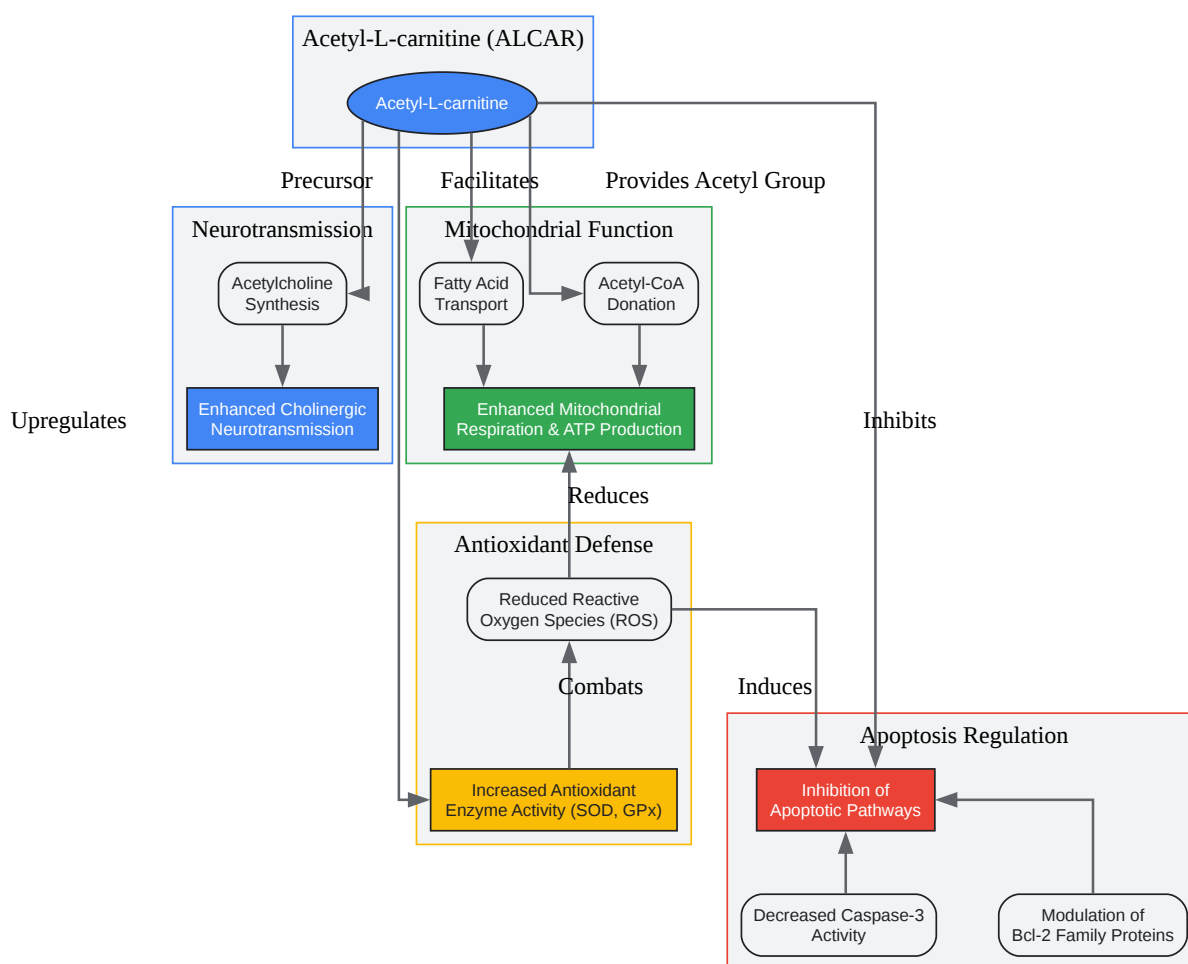 Acetyl-L-carnitine (ALCAR)
Acetyl-L-carnitine
Precursor
Facilitates
Provides Acetyl Group
Neurotransmission
Mitochondrial Function
Acetylcholine
Synthesis
Fatty Acid
Transport
Acetyl-CoA
Donation
Enhanced Cholinergic
Neurotransmission
Enhanced Mitochondrial
Respiration & ATP Production
Upregulates
Inhibits
Reduces
Antioxidant Defense
Reduced Reactive
Oxygen Species (ROS)
Combats
Induces
Apoptosis Regulation
Increased Antioxidant
Enzyme Activity (SOD, GPx)
Inhibition of
Apoptotic Pathways
Decreased Caspase-3
Activity
Modulation of
Bcl-2 Family Proteins